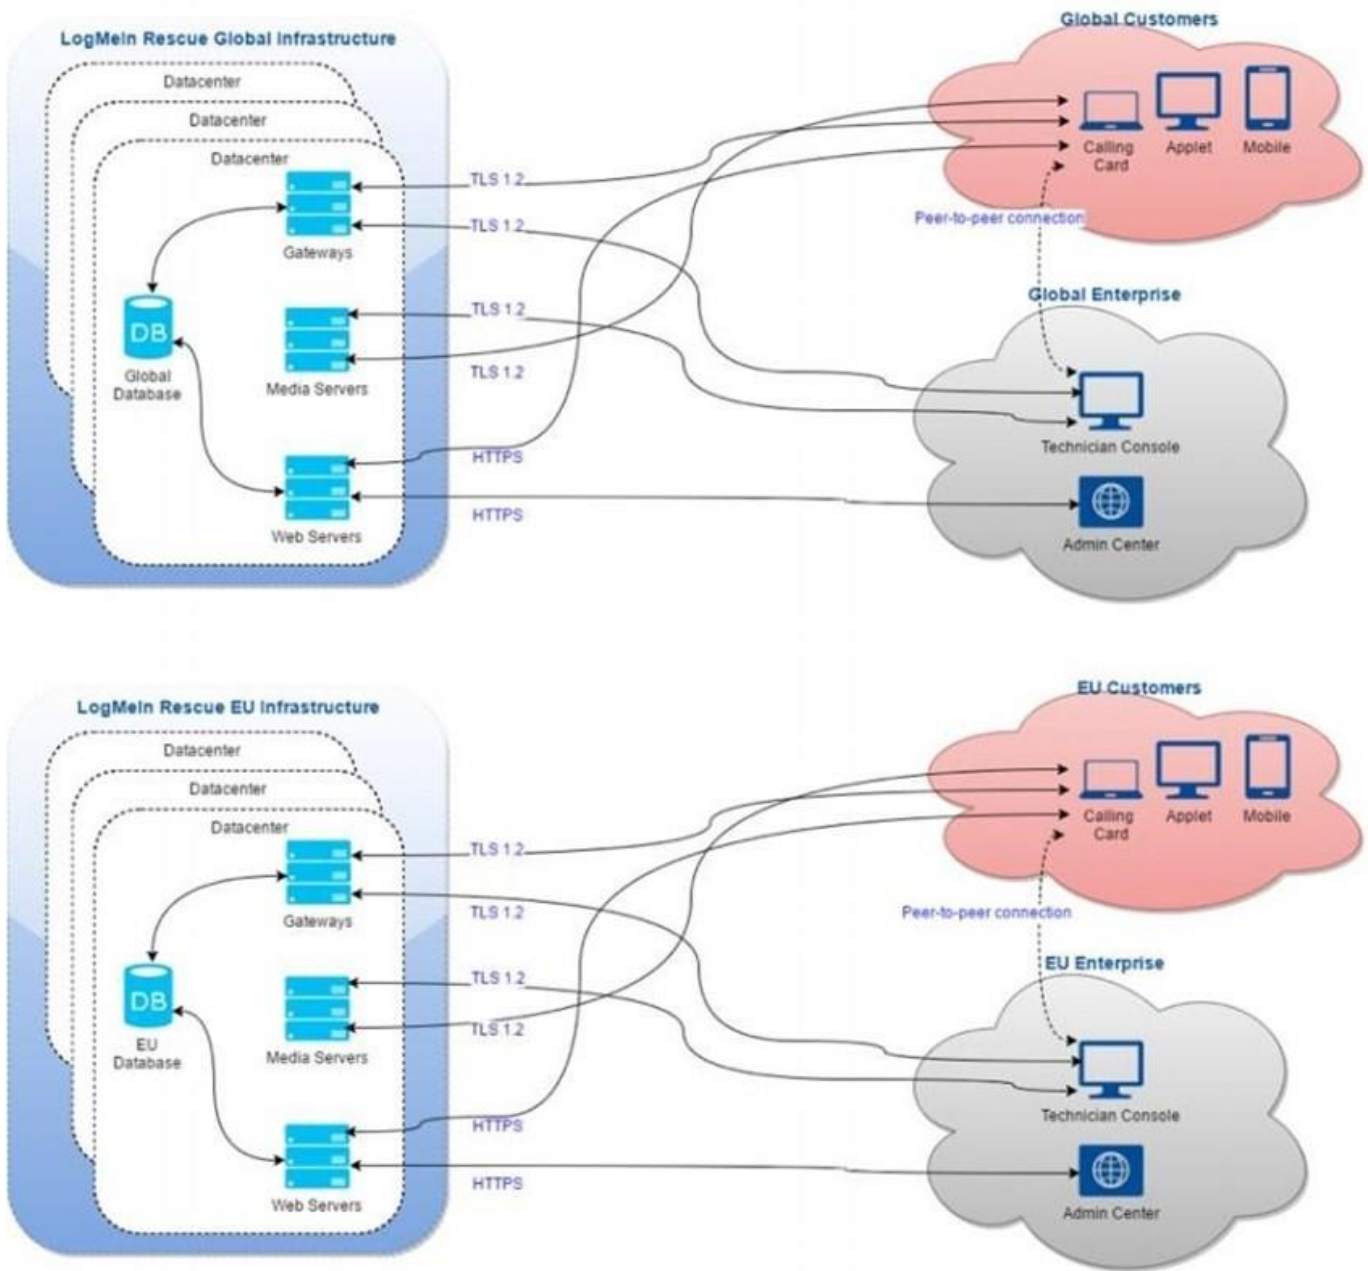 LogMeIn Rescue Global Infrastructure
Global Customers
Datacenter
Datacenter
Datacenter
Gateways
DB
Global
Database
Media Servers
Web Servers
TLS 1.2
TLS 1.2
TLS 1.2
TLS 1.2
HTTPS
HTTPS
Calling
Card
Applet
Mobile
Peer-to-peer connection
Global Enterprise
Technician Console
Admin Center
LogMeIn Rescue EU Infrastructure
EU Customers
Datacenter
Datacenter
Datacenter
Gateways
DB
EU
Database
Media Servers
Web Servers
TLS 1.2
TLS 1.2
TLS 1.2
TLS 1.2
HTTPS
HTTPS
Calling
Card
Applet
Mobile
Peer-to-peer connection
EU Enterprise
Technician Console
Admin Center